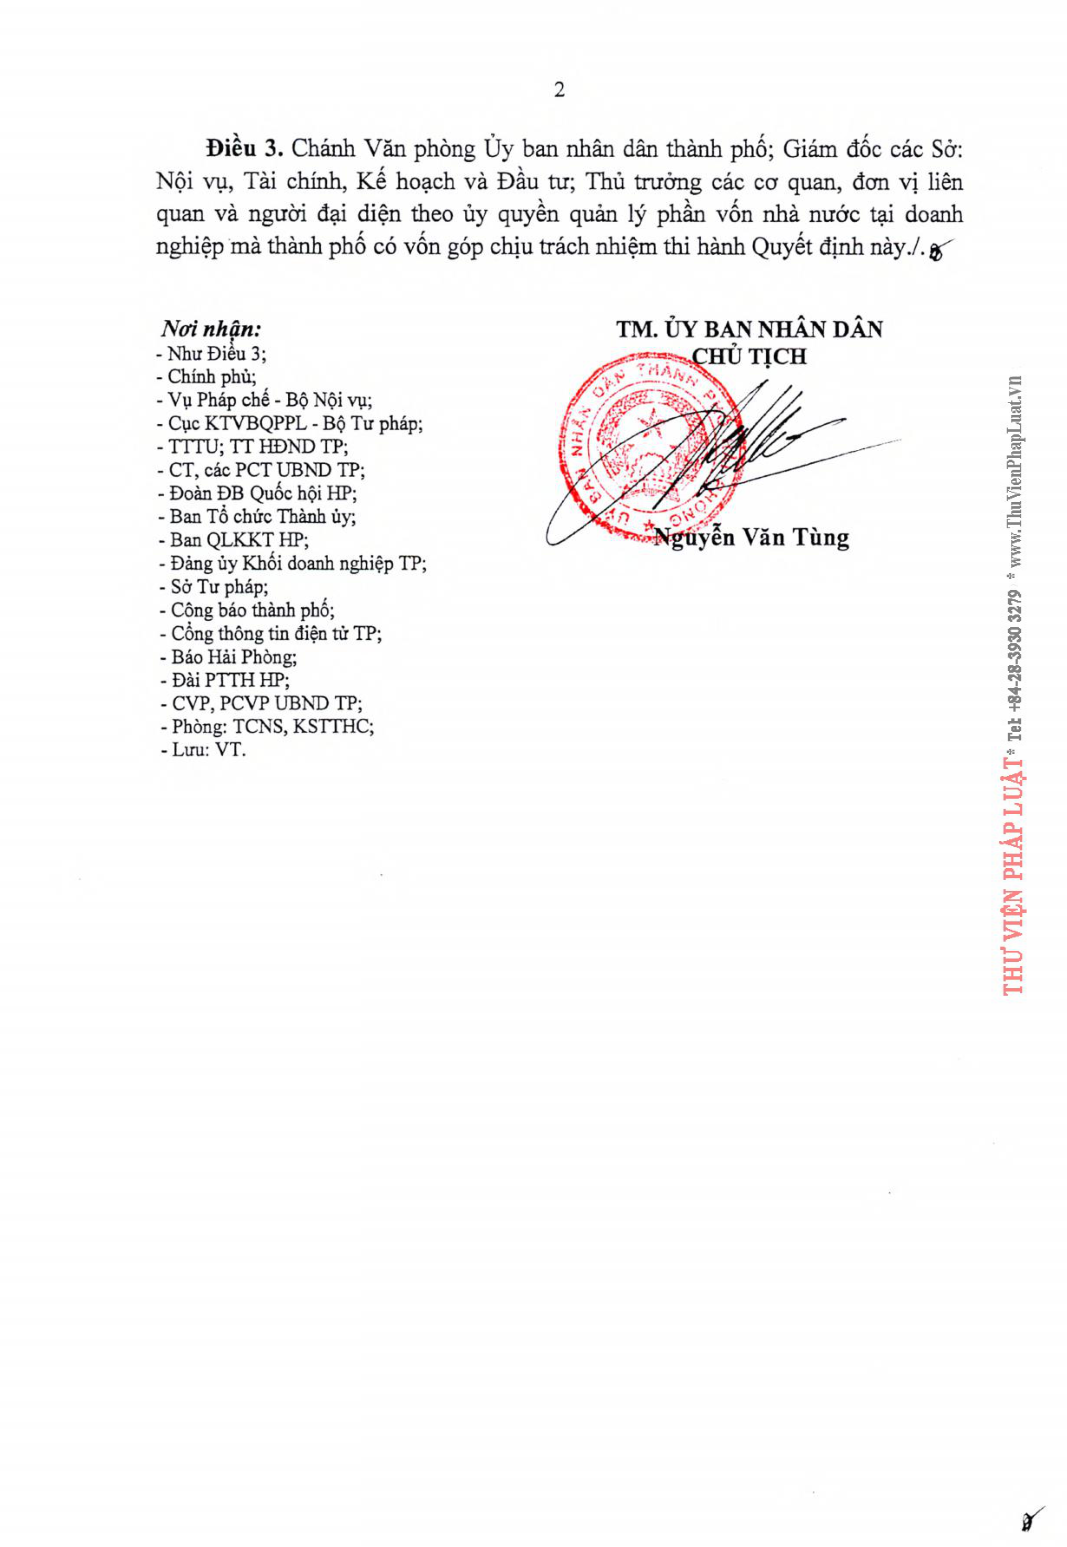 2
Điều 3. Chánh Văn phòng Ủy ban nhân dân thành phố; Giám đốc các Sở:
Nội vụ, Tài chính, Kế hoạch và Đầu tư; Thủ trưởng các cơ quan, đơn vị liên
quan và người đại diện theo ủy quyền quản lý phần vốn nhà nước tại doanh
nghiệp mà thành phố có vốn góp chịu trách nhiệm thi hành Quyết định này./.
Nơi nhận:
- Như Điều 3;
- Chính phủ;
- Vụ Pháp chế - Bộ Nội vụ;
- Cục KTVBQPPL - Bộ Tư pháp;
- TTTU; TT HĐND TP;
- CT, các PCT UBND TP;
- Đoàn ĐB Quốc hội HP;
- Ban Tổ chức Thành ủy;
- Ban QLKKT HP;
- Đảng ủy Khối doanh nghiệp TP;
- Sở Tư pháp;
- Công báo thành phố;
- Cổng thông tin điện tử TP;
- Báo Hải Phòng;
- Đài PTTH HP;
- CVP, PCVP UBND TP;
- Phòng: TCNS, KSTTHC;
- Lưu: VT.
TM. ỦY BAN NHÂN DÂN
CHỦ TỊCH
ỦY BAN NHÂN DÂN THÀNH PHỐ PHÒNG
Nguyễn Văn Tùng
THƯ VIỆN PHÁP LUẬT * Tel: +84-28-3930 3279 * www.ThuVienPhapLuat.vn